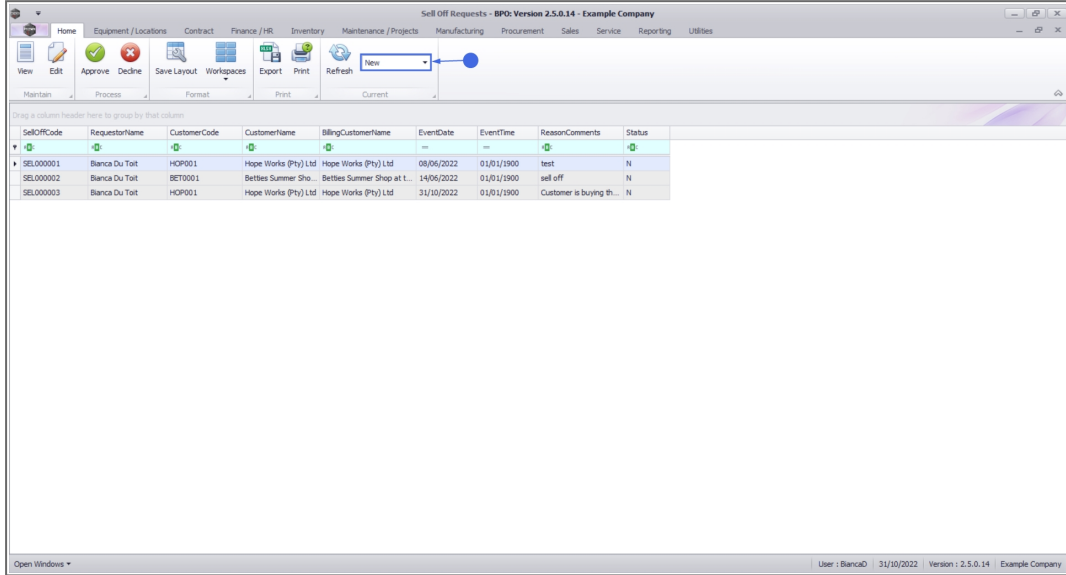 Sell Off Requests - BPO: Version 2.5.0.14 - Example Company
Home Equipment / Locations Contract Finance / HR Inventory Maintenance / Projects Manufacturing Procurement Sales Service Reporting Utilities
View Edit Approve Decline Save Layout Workspaces Export Print Refresh New
Maintain Process Format Print Current
Drag a column header here to group by that column
SellOffCode RequestorName CustomerCode CustomerName BillingCustomerName EventDate EventTime ReasonComments Status
SEL000001 Bianca Du Toit HOP001 Hope Works (Pty) Ltd Hope Works (Pty) Ltd 08/06/2022 01/01/1900 test N
SEL000002 Bianca Du Toit BET0001 Betties Summer Sho... Betties Summer Shop at t... 14/06/2022 01/01/1900 sell off N
SEL000003 Bianca Du Toit HOP001 Hope Works (Pty) Ltd Hope Works (Pty) Ltd 31/10/2022 01/01/1900 Customer is buying th... N
Open Windows User : BiancaD 31/10/2022 Version : 2.5.0.14 Example Company